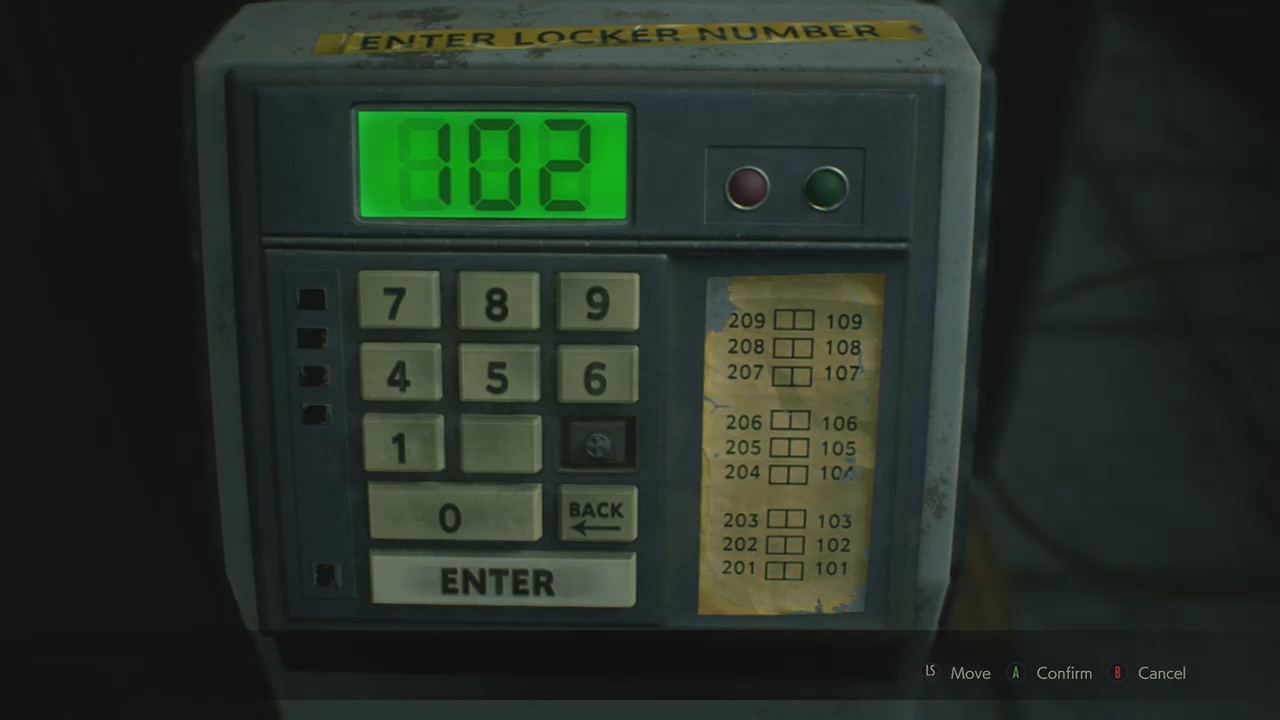 ENTER LOCKER NUMBER
102
7 8 9
4 5 6
1
0 BACK
ENTER
209 109
208 108
207 107
206 106
205 105
204 104
203 103
202 102
201 101
LS Move A Confirm B Cancel